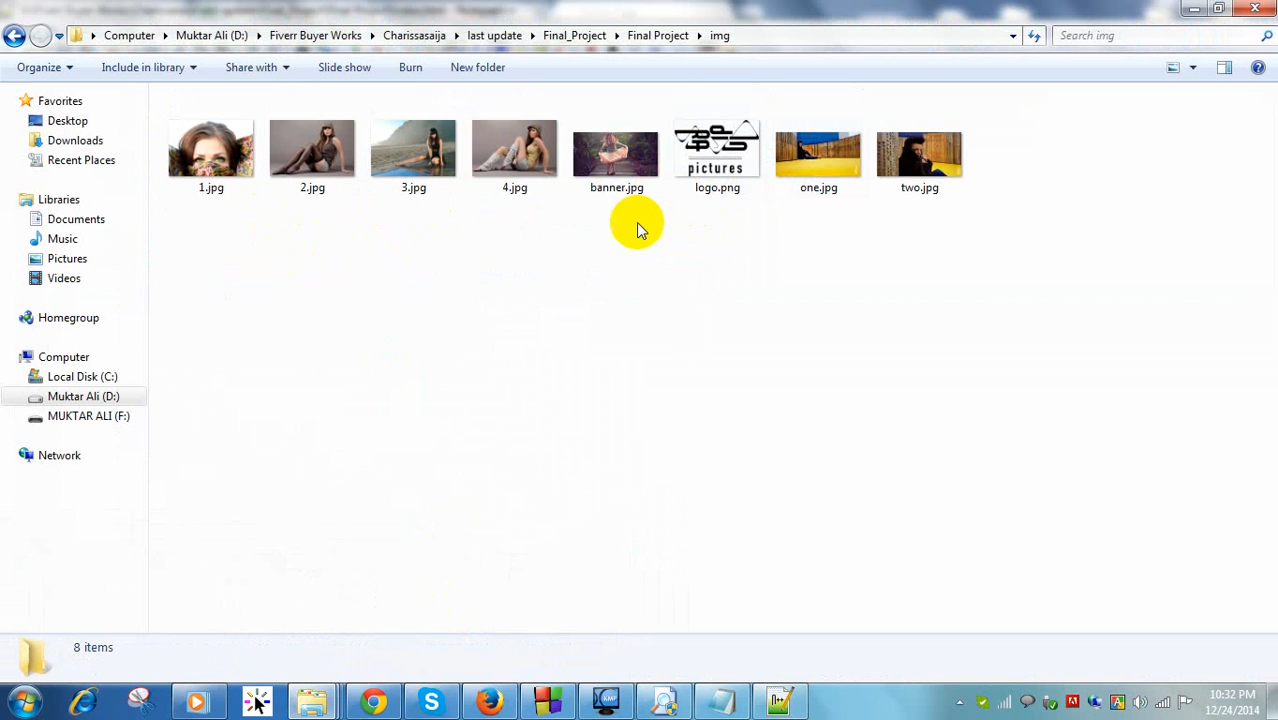 Computer Muktar Ali (D:) Fiverr Buyer Works Charissasaija last update Final_Project Final Project img Search img
Organize Include in library Share with Slide show Burn New folder
Favorites
Desktop
Downloads
Recent Places
Libraries
Documents
Music
Pictures
Videos
Homegroup
Computer
Local Disk (C:)
Muktar Ali (D:)
MUKTAR ALI (F:)
Network
pictures
1.jpg 2.jpg 3.jpg 4.jpg banner.jpg logo.png one.jpg two.jpg
8 items
10:32 PM
12/24/2014